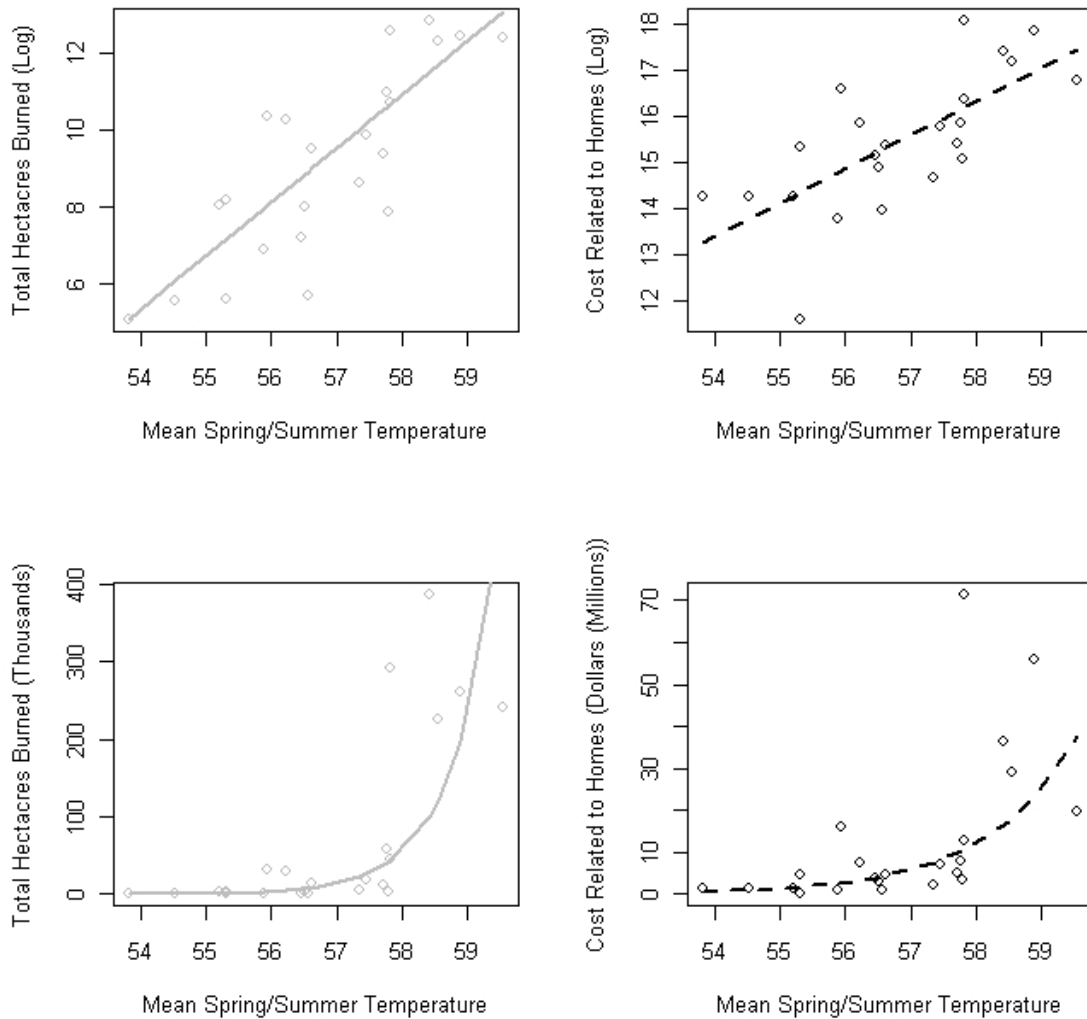 Total Hectacres Burned (Log)
12
10
8
6
54 55 56 57 58 59
Mean Spring/Summer Temperature
Cost Related to Homes (Log)
18
17
16
15
14
13
12
54 55 56 57 58 59
Mean Spring/Summer Temperature
Total Hectacres Burned (Thousands)
400
300
200
100
0
54 55 56 57 58 59
Mean Spring/Summer Temperature
Cost Related to Homes (Dollars (Millions))
70
50
30
10
0
54 55 56 57 58 59
Mean Spring/Summer Temperature